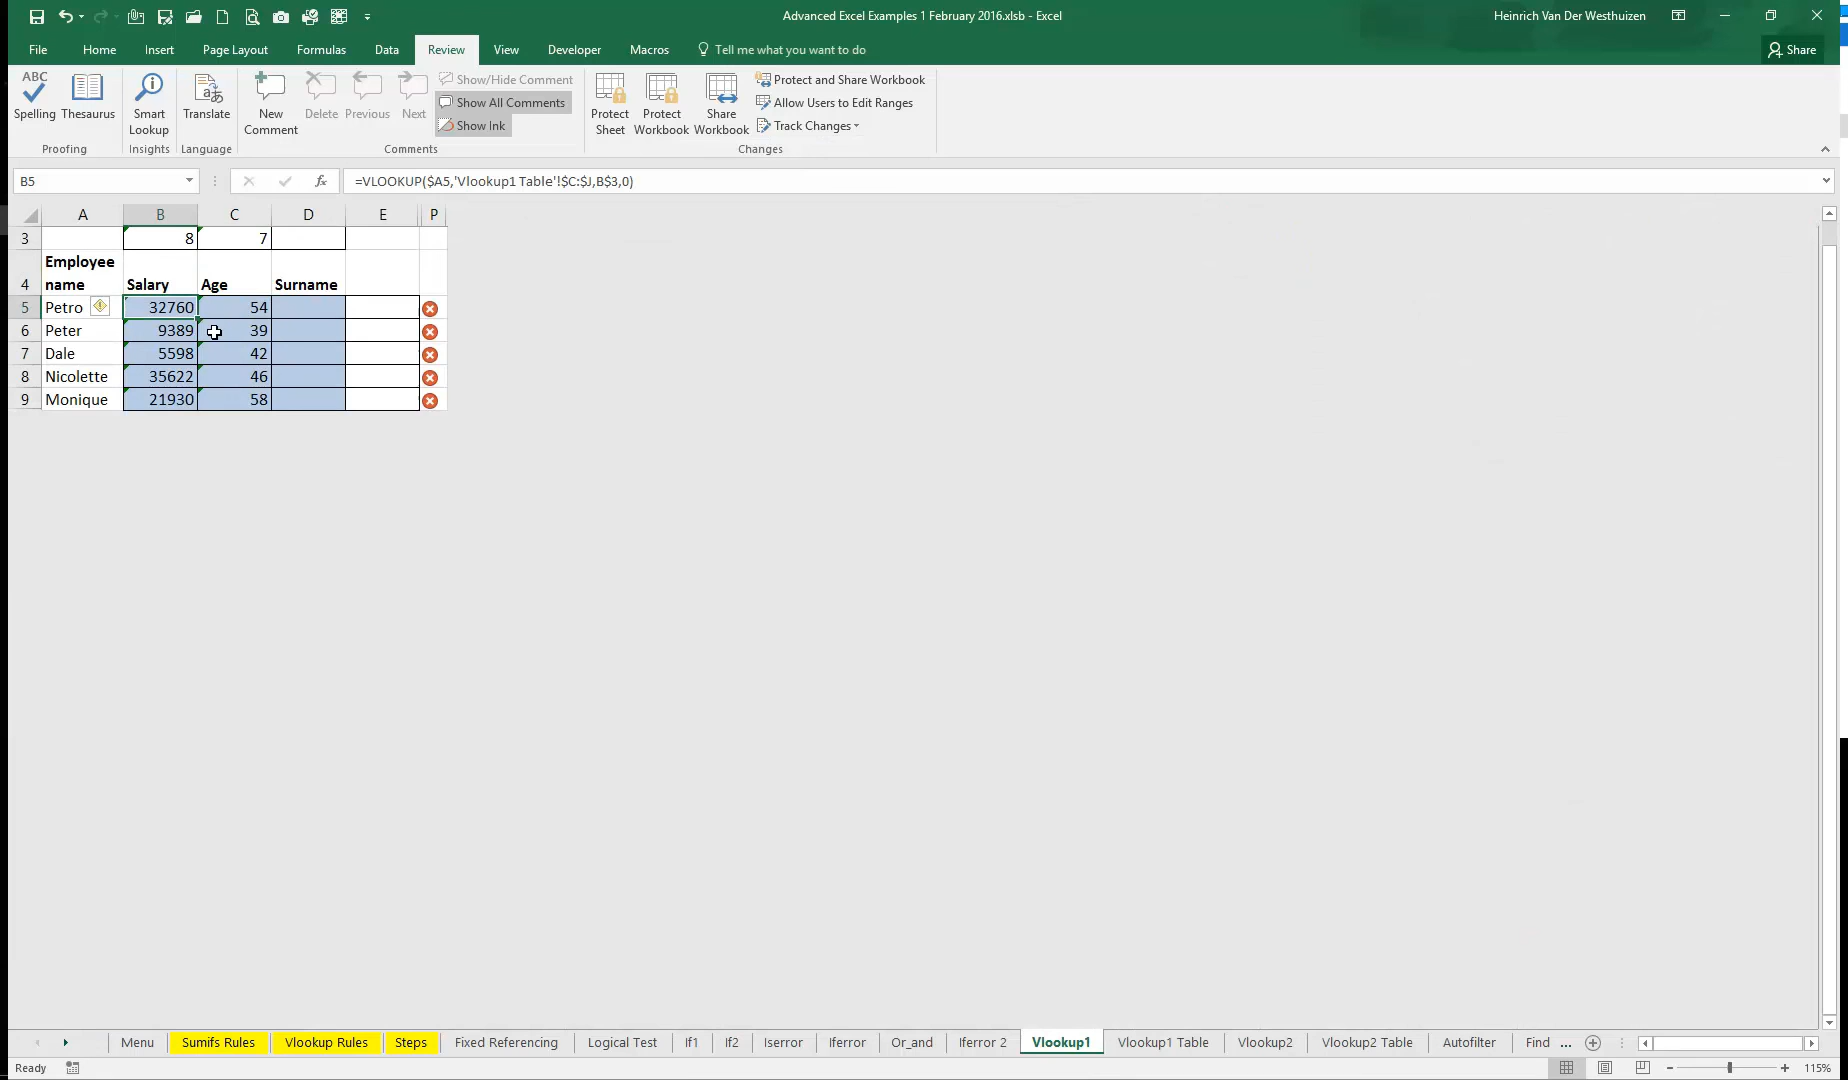 Advanced Excel Examples 1 February 2016.xlsb - Excel
Heinrich Van Der Westhuizen
File Home Insert Page Layout Formulas Data Review View Developer Macros Tell me what you want to do
Share
ABC
Spelling
Thesaurus
Proofing
Smart
Lookup
Insights
Translate
Language
New
Comment
Delete
Previous
Next
Show/Hide Comment
Show All Comments
Show Ink
Comments
Protect
Sheet
Protect
Workbook
Share
Workbook
Protect and Share Workbook
Allow Users to Edit Ranges
Track Changes
Changes
B5
fx
=VLOOKUP($A5,'Vlookup1 Table'!$C:$J,B$3,0)
A B C D E P
3 8 7
4 Employee
name Salary Age Surname
5 Petro 32760 54
6 Peter 9389 39
7 Dale 5598 42
8 Nicolette 35622 46
9 Monique 21930 58
Menu Sumifs Rules Vlookup Rules Steps Fixed Referencing Logical Test If1 If2 Iserror Iferror Or_and Iferror 2 Vlookup1 Vlookup1 Table Vlookup2 Vlookup2 Table Autofilter Find ...
Ready
115%